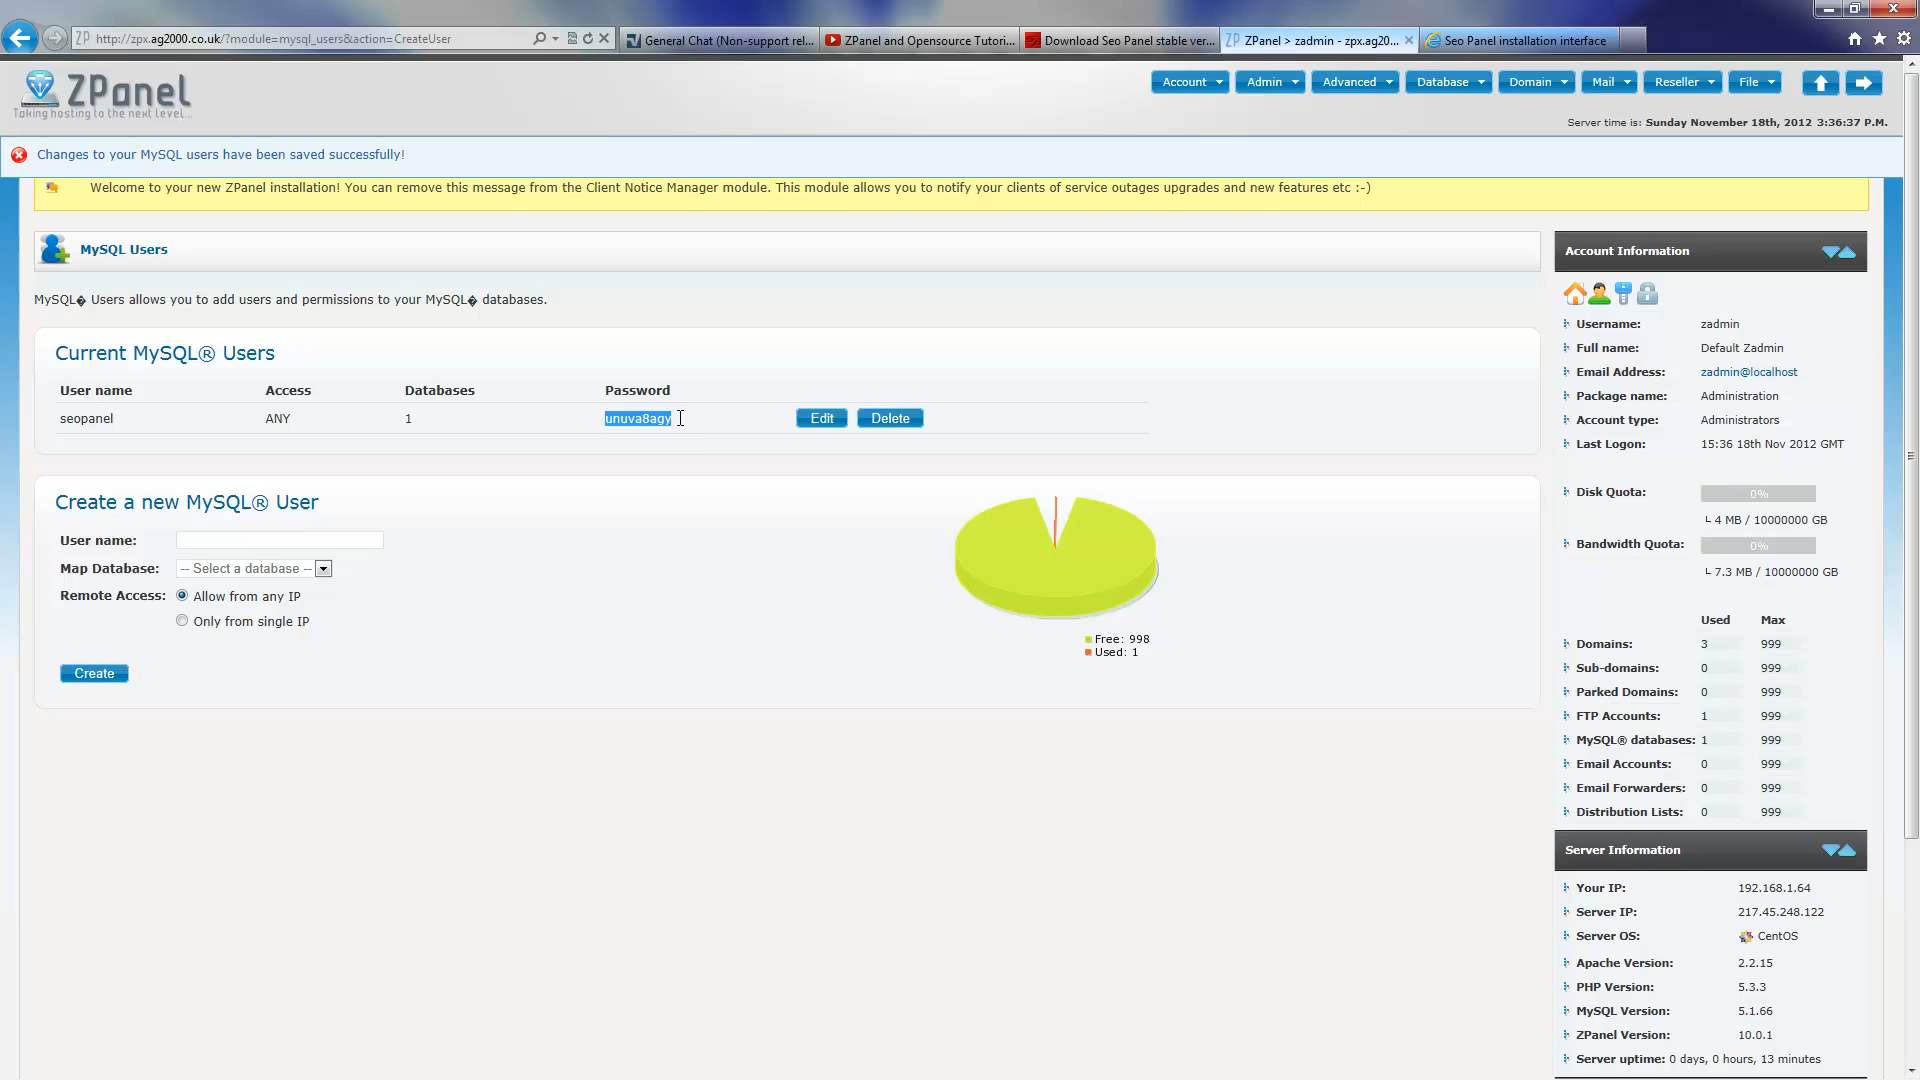 http://zpx.ag2000.co.uk/?module=mysql_users&action=CreateUser
General Chat (Non-support rel...
ZPanel and Opensource Tutori...
Download Seo Panel stable ver...
ZPanel > zadmin - zpx.ag20...
Seo Panel installation interface
ZPanel
Taking hosting to the next level...
Account
Admin
Advanced
Database
Domain
Mail
Reseller
File
Server time is: Sunday November 18th, 2012 3:36:37 P.M.
Changes to your MySQL users have been saved successfully!
Welcome to your new ZPanel installation! You can remove this message from the Client Notice Manager module. This module allows you to notify your clients of service outages upgrades and new features etc :-)
MySQL Users
MySQL� Users allows you to add users and permissions to your MySQL� databases.
Current MySQL® Users
User name Access Databases Password
seopanel ANY 1 unuva8agy Edit Delete
Create a new MySQL® User
User name:
Map Database: -- Select a database --
Remote Access: Allow from any IP
Only from single IP
Create
Free: 998
Used: 1
Account Information
Username: zadmin
Full name: Default Zadmin
Email Address: zadmin@localhost
Package name: Administration
Account type: Administrators
Last Logon: 15:36 18th Nov 2012 GMT
Disk Quota: 0%
4 MB / 10000000 GB
Bandwidth Quota: 0%
7.3 MB / 10000000 GB
Used Max
Domains: 3 999
Sub-domains: 0 999
Parked Domains: 0 999
FTP Accounts: 1 999
MySQL® databases: 1 999
Email Accounts: 0 999
Email Forwarders: 0 999
Distribution Lists: 0 999
Server Information
Your IP: 192.168.1.64
Server IP: 217.45.248.122
Server OS: CentOS
Apache Version: 2.2.15
PHP Version: 5.3.3
MySQL Version: 5.1.66
ZPanel Version: 10.0.1
Server uptime: 0 days, 0 hours, 13 minutes